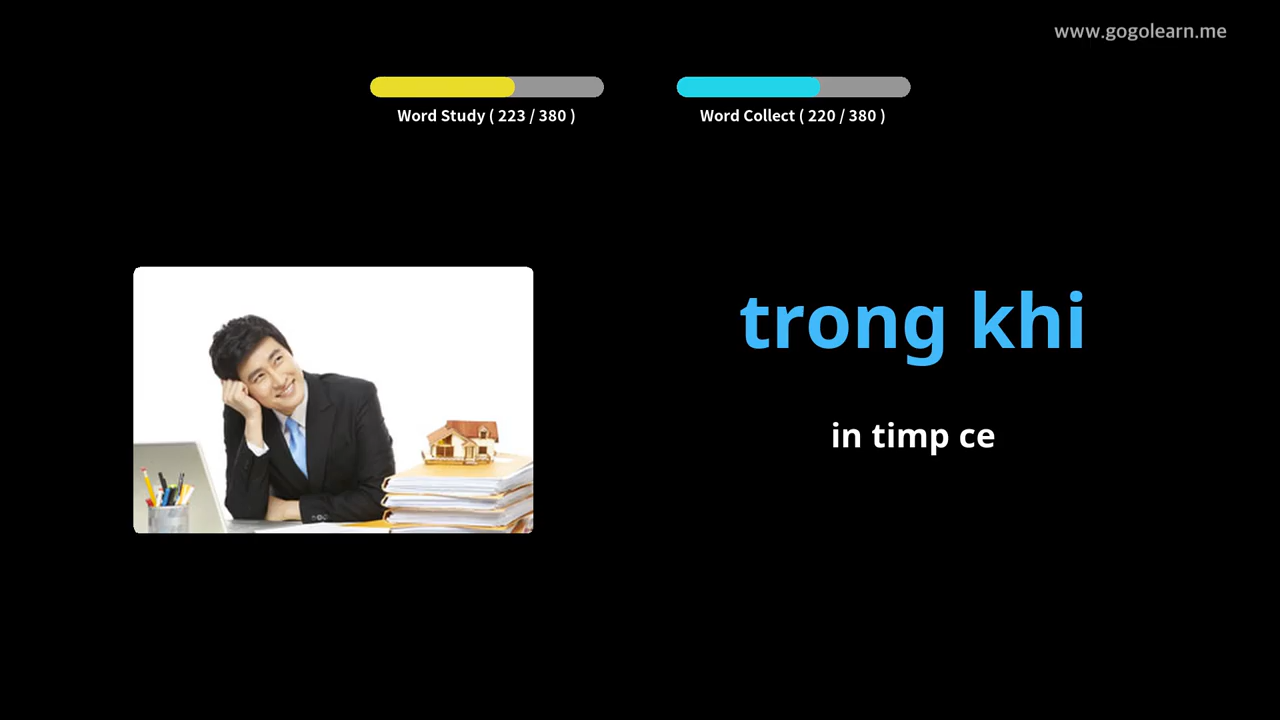 www.gogolearn.me
Word Study ( 223 / 380 )
Word Collect ( 220 / 380 )
trong khi
in timp ce